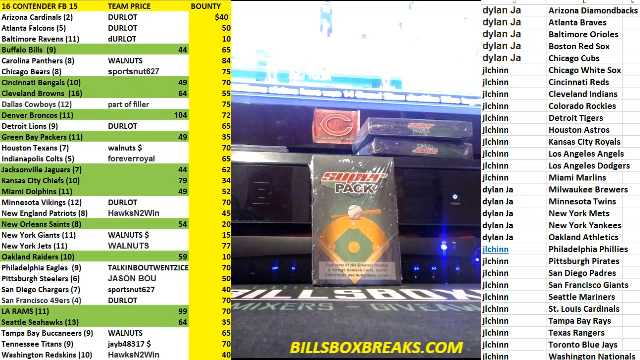 16 CONTENDER FB 15 TEAM PRICE BOUNTY
Arizona Cardinals (2) DURLOT $40
Atlanta Falcons (5) DURLOT 50
Baltimore Ravens (11) dURLOT 10
Buffalo Bills (9) 44 65
Carolina Panthers (8) WALNUTS 84
Chicago Bears (8) sportsnut627 75
Cincinnati Bengals (10) 49 70
Cleveland Browns (16) 64 55
Dallas Cowboys (12) part of filler 75
Denver Broncos (11) 104 72
Detroit Lions (9) DURLOT 65
Green Bay Packers (11) 49 35
Houston Texans (7) walnuts $ 70
Indianapolis Colts (5) foreverroyal 65
Jacksonville Jaguars (7) 44 62
Kansas City Chiefs (10) 79 34
Miami Dolphins (11) 49 52
Minnesota Vikings (12) DURLOT 70
New England Patriots (8) HawksN2Win 45
New Orleans Saints (8) 54 20
New York Giants (11) WALNUTS $ 15
New York Jets (11) WALNUTS 77
Oakland Raiders (10) 59 10
Philadelphia Eagles (9) TALKINBOUTWENTZ ICE 70
Pittsburgh Steelers (6) JASON BOU 50
San Diego Chargers (7) sportsnut627 40
San Francisco 49ers (4) DURLOT 70
LA RAMS (11) 99 70
Seattle Seahawks (13) 64 35
Tampa Bay Buccaneers (9) WALNUTS 65
Tennessee Titans (9) jayb48317 $ 70
Washington Redskins (10) HawksN2Win 40
SUPER
PACK
BILLSBOX
MIXERS GIVE
BILLSBOXBREAKS.COM
dylan Ja Arizona Diamondbacks
dylan Ja Atlanta Braves
dylan Ja Baltimore Orioles
dylan Ja Boston Red Sox
dylan Ja Chicago Cubs
jlchinn Chicago White Sox
jlchinn Cincinnati Reds
jlchinn Cleveland Indians
jlchinn Colorado Rockies
jlchinn Detroit Tigers
jlchinn Houston Astros
jlchinn Kansas City Royals
jlchinn Los Angeles Angels
jlchinn Los Angeles Dodgers
jlchinn Miami Marlins
dylan Ja Milwaukee Brewers
dylan Ja Minnesota Twins
dylan Ja New York Mets
dylan Ja New York Yankees
dylan Ja Oakland Athletics
jlchinn Philadelphia Phillies
jlchinn Pittsburgh Pirates
jlchinn San Diego Padres
jlchinn San Francisco Giants
jlchinn Seattle Mariners
jlchinn St. Louis Cardinals
jlchinn Tampa Bay Rays
jlchinn Texas Rangers
jlchinn Toronto Blue Jays
jlchinn Washington Nationals